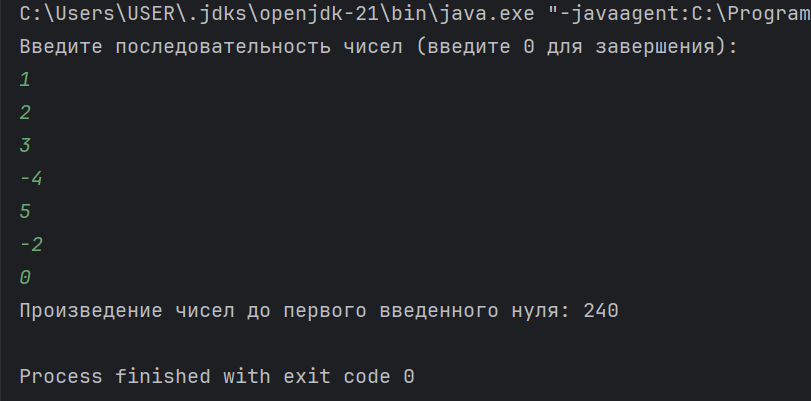 C:\Users\USER\.jdks\openjdk-21\bin\java.exe "-javaagent:C:\Program
Введите последовательность чисел (введите 0 для завершения):
1
2
3
-4
5
-2
0
Произведение чисел до первого введенного нуля: 240
Process finished with exit code 0